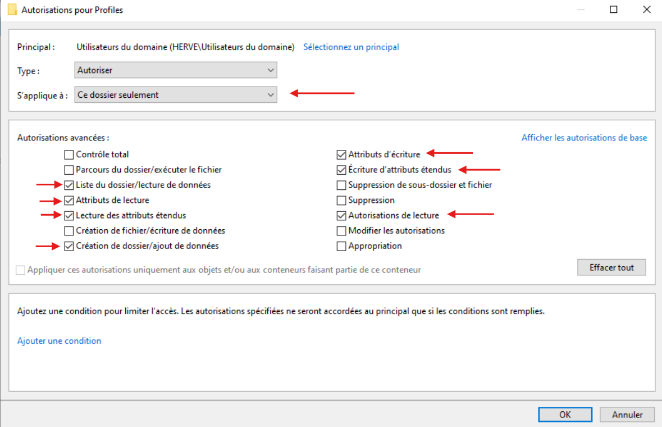 Autorisations pour Profiles
Principal : Utilisateurs du domaine (HERVE\Utilisateurs du domaine) Sélectionnez un principal
Type : Autoriser
S'applique à : Ce dossier seulement
Autorisations avancées : Afficher les autorisations de base
Contrôle total Attributs d'écriture
Parcours du dossier/exécuter le fichier Écriture d'attributs étendus
Liste du dossier/lecture de données Suppression de sous-dossier et fichier
Attributs de lecture Suppression
Lecture des attributs étendus Autorisations de lecture
Création de fichier/écriture de données Modifier les autorisations
Création de dossier/ajout de données Appropriation
Appliquer ces autorisations uniquement aux objets et/ou aux conteneurs faisant partie de ce conteneur Effacer tout
Ajoutez une condition pour limiter l'accès. Les autorisations spécifiées ne seront accordées au principal que si les conditions sont remplies.
Ajouter une condition
OK Annuler